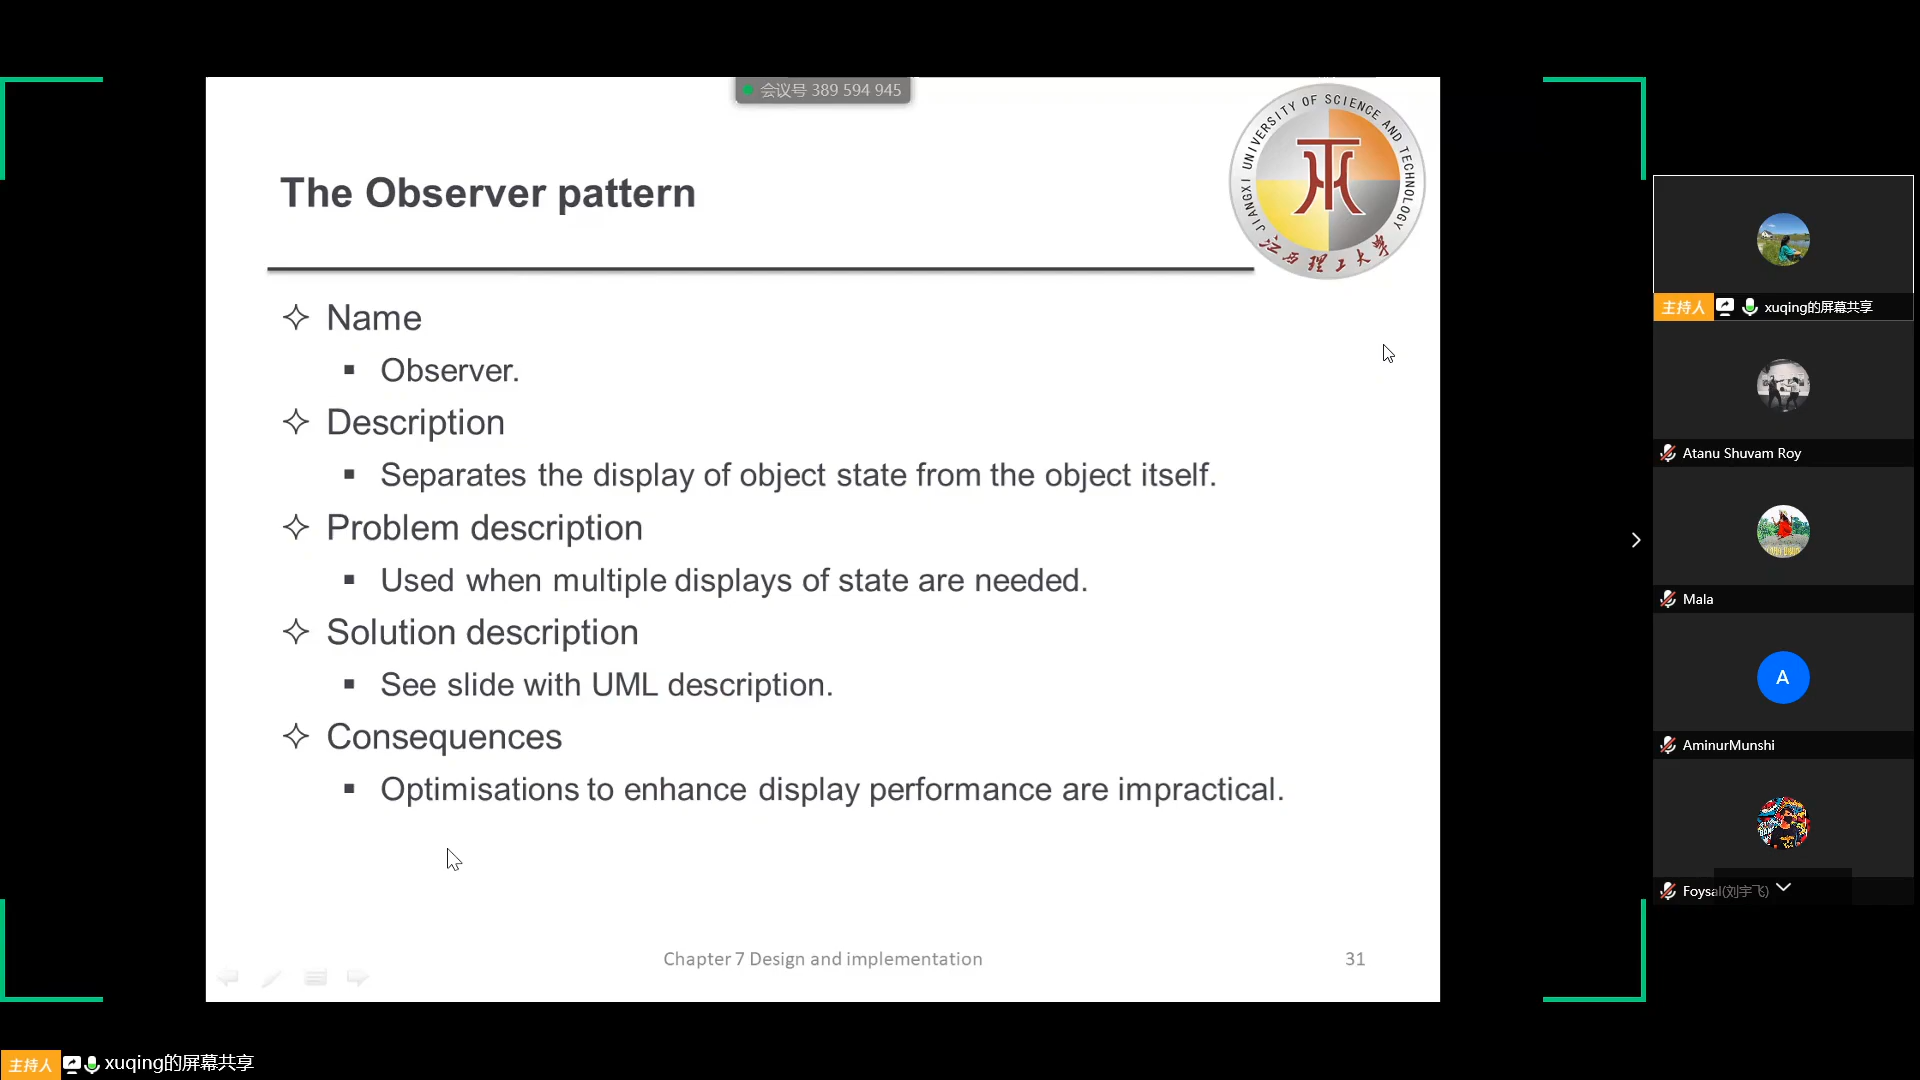 会议号 389 594 945
JIANGXI UNIVERSITY OF SCIENCE AND TECHNOLOGY
江西理工大学
The Observer pattern
Name
Observer.
Description
Separates the display of object state from the object itself.
Problem description
Used when multiple displays of state are needed.
Solution description
See slide with UML description.
Consequences
Optimisations to enhance display performance are impractical.
Chapter 7 Design and implementation
31
主持人 xuqing的屏幕共享
Atanu Shuvam Roy
Mala
A
AminurMunshi
Foysal(刘宇飞)
主持人 xuqing的屏幕共享